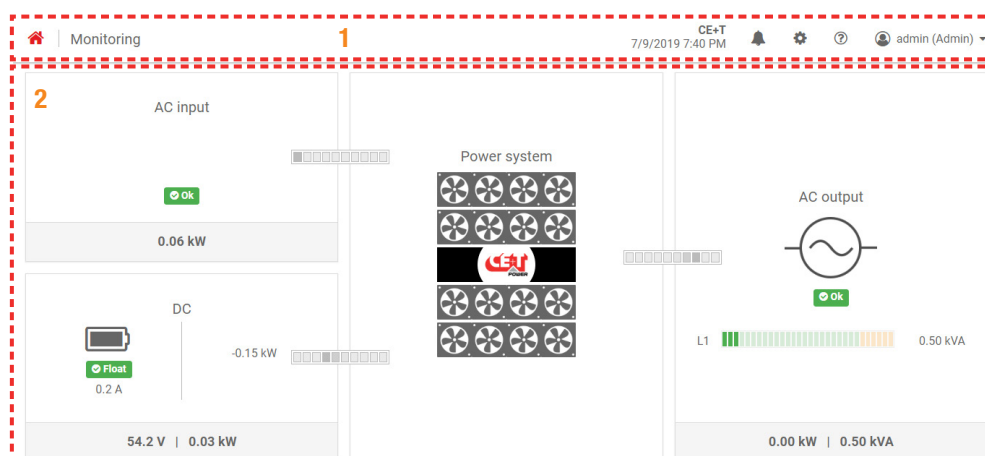 Monitoring
1
CE+T
7/9/2019 7:40 PM
admin (Admin)
2
AC input
Ok
0.06 kW
DC
Float
0.2 A
-0.15 kW
54.2 V | 0.03 kW
Power system
CE+T
POWER
AC output
Ok
L1
0.50 kVA
0.00 kW | 0.50 kVA